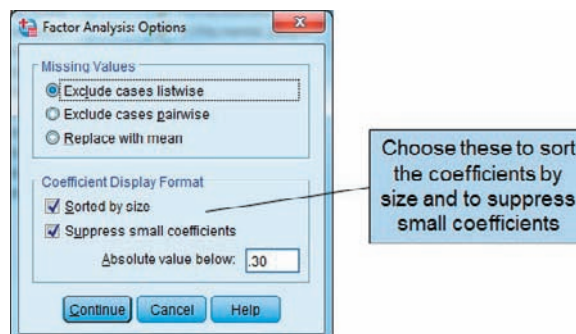 Factor Analysis: Options
Missing Values
Exclude cases listwise
Exclude cases pairwise
Replace with mean
Coefficient Display Format
Sorted by size
Suppress small coefficients
Absolute value below: .30
Continue Cancel Help
Choose these to sort
the coefficients by
size and to suppress
small coefficients